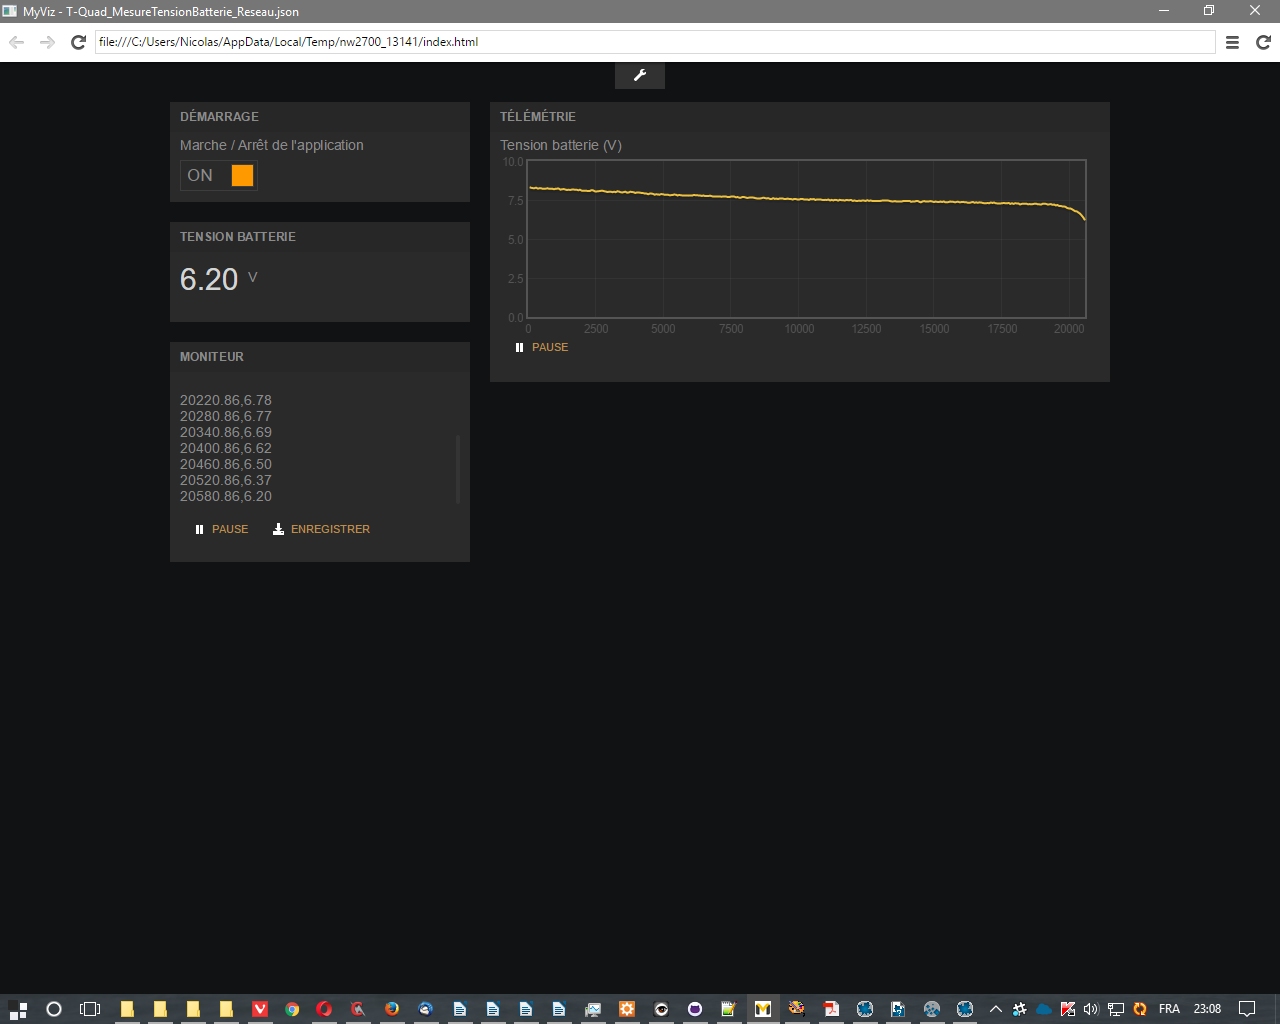 MyViz - T-Quad_MesureTensionBatterie_Reseau.json
file:///C:/Users/Nicolas/AppData/Local/Temp/nw2700_13141/index.html
DÉMARRAGE
Marche / Arrêt de l'application
ON
TENSION BATTERIE
6.20 V
MONITEUR
20220.86,6.78
20280.86,6.77
20340.86,6.69
20400.86,6.62
20460.86,6.50
20520.86,6.37
20580.86,6.20
PAUSE ENREGISTRER
TÉLÉMÉTRIE
Tension batterie (V)
10.0
7.5
5.0
2.5
0.0
0 2500 5000 7500 10000 12500 15000 17500 20000
PAUSE
FRA 23:08